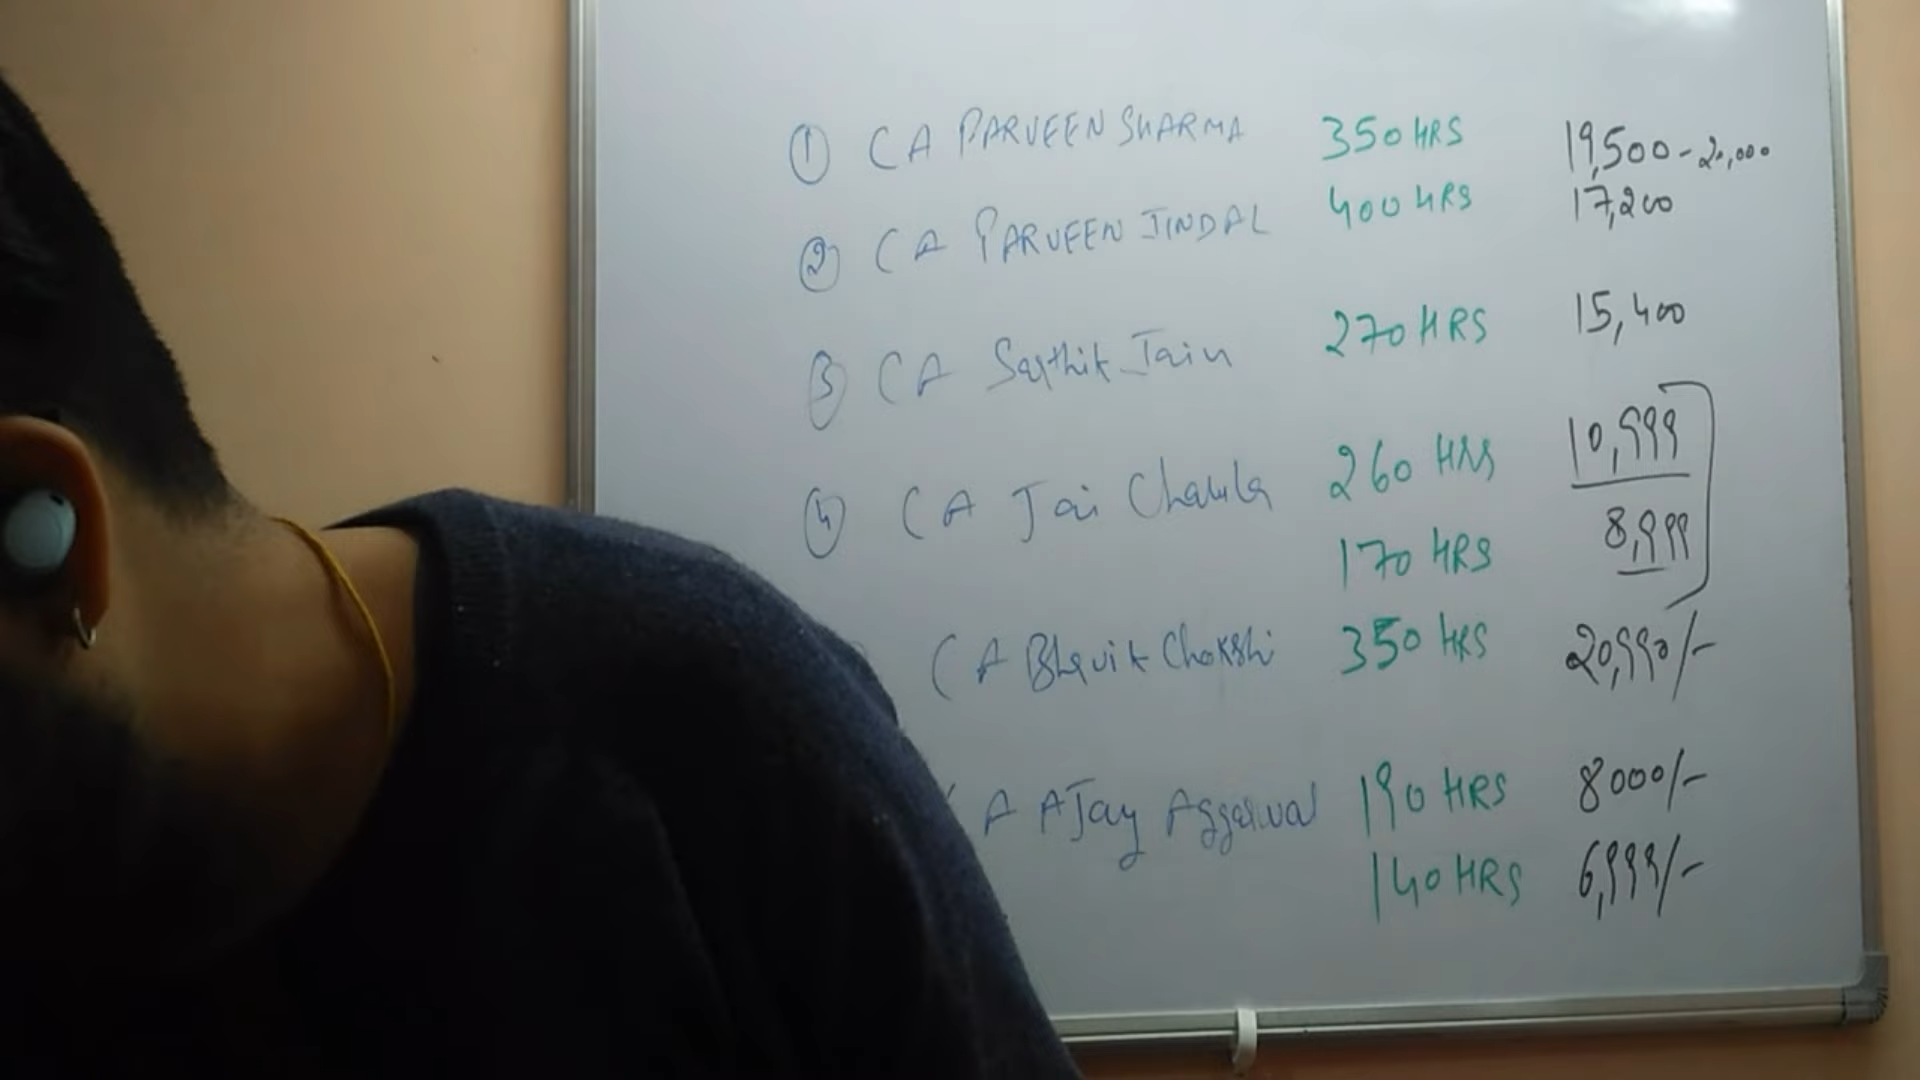 ① CA PARVEEN SHARMA 350 HRS 19,500 - 20,000
② CA PARVEEN JINDAL 400 HRS 17,200
③ CA Sarthik Jain 270 HRS 15,400
④ CA Jai Chawla 260 HRS 10,999
170 HRS 8,999
CA Bhavik Chokshi 350 HRS 20,990/-
CA AJay Aggarwal 190 HRS 8000/-
140 HRS 6,999/-